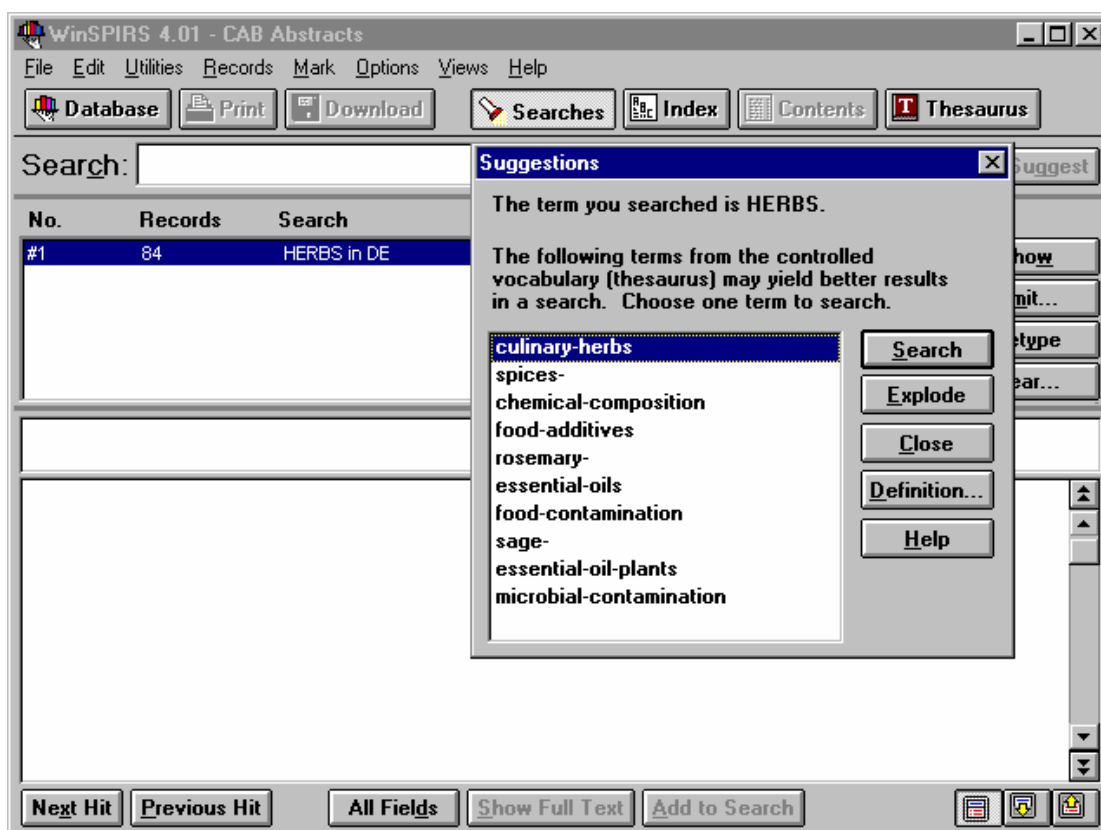 WinSPIRS 4.01 - CAB Abstracts
File Edit Utilities Records Mark Options Views Help
Database Print Download Searches Index Contents Thesaurus
Search:
Suggestions
Suggest
The term you searched is HERBS.
No. Records Search
#1 84 HERBS in DE
The following terms from the controlled
vocabulary (thesaurus) may yield better results
in a search. Choose one term to search.
culinary-herbs
spices-
chemical-composition
food-additives
rosemary-
essential-oils
food-contamination
sage-
essential-oil-plants
microbial-contamination
Search
Explode
Close
Definition...
Help
how
mit...
etype
ear...
Next Hit Previous Hit All Fields Show Full Text Add to Search